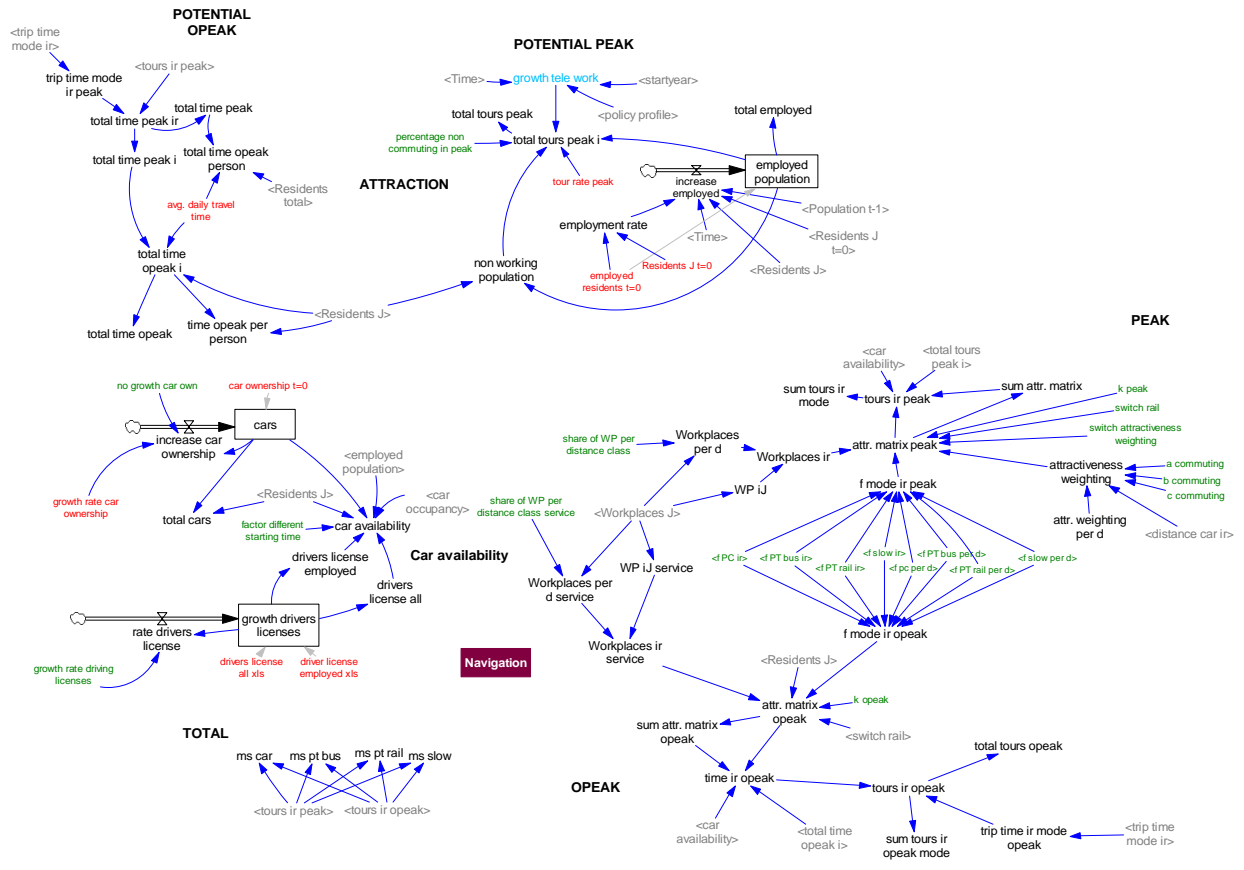 POTENTIAL
OPEAK
<trip time
mode ir>
trip time mode
ir peak
<tours ir peak>
total time peak
total time peak ir
total time peak i
total time opeak
person
<Residents
total>
avg. daily travel
time
total time
opeak i
total time opeak
time opeak per
person
<Residents J>
ATTRACTION
POTENTIAL PEAK
<Time>
growth tele work
<startyear>
<policy profile>
total tours peak
percentage non
commuting in peak
total tours peak i
tour rate peak
total employed
employed
population
increase
employed
<Population t-1>
employment rate
<Time>
<Residents J
t=0>
<Residents J>
Residents J t=0
employed
residents t=0
non working
population
PEAK
<car
availability>
<total tours
peak i>
sum tours ir
mode
tours ir peak
sum attr. matrix
k peak
switch rail
switch attractiveness
weighting
share of WP per
distance class
Workplaces
per d
Workplaces ir
attr. matrix peak
attractiveness
weighting
a commuting
b commuting
c commuting
WP iJ
f mode ir peak
attr. weighting
per d
<distance car ir>
<Workplaces J>
share of WP per
distance class service
WP iJ service
Workplaces per
d service
Workplaces ir
service
<f PC ir>
<f PT bus ir>
<f PT rail ir>
<f slow ir>
<f pc per d>
<f PT bus per d>
<f PT rail per d>
<f slow per d>
f mode ir opeak
no growth car own
car ownership t=0
cars
increase car
ownership
growth rate car
ownership
total cars
<Residents J>
<employed
population>
<car
occupancy>
factor different
starting time
car availability
Car availability
drivers license
employed
drivers
license all
growth drivers
licenses
rate drivers
license
growth rate driving
licenses
drivers license
all xls
driver license
employed xls
Navigation
TOTAL
ms car
ms pt bus
ms pt rail
ms slow
<tours ir peak>
<tours ir opeak>
<Residents J>
attr. matrix
opeak
k opeak
<switch rail>
sum attr. matrix
opeak
OPEAK
time ir opeak
<car
availability>
<total time
opeak i>
tours ir opeak
total tours opeak
sum tours ir
opeak mode
trip time ir mode
opeak
<trip time
mode ir>